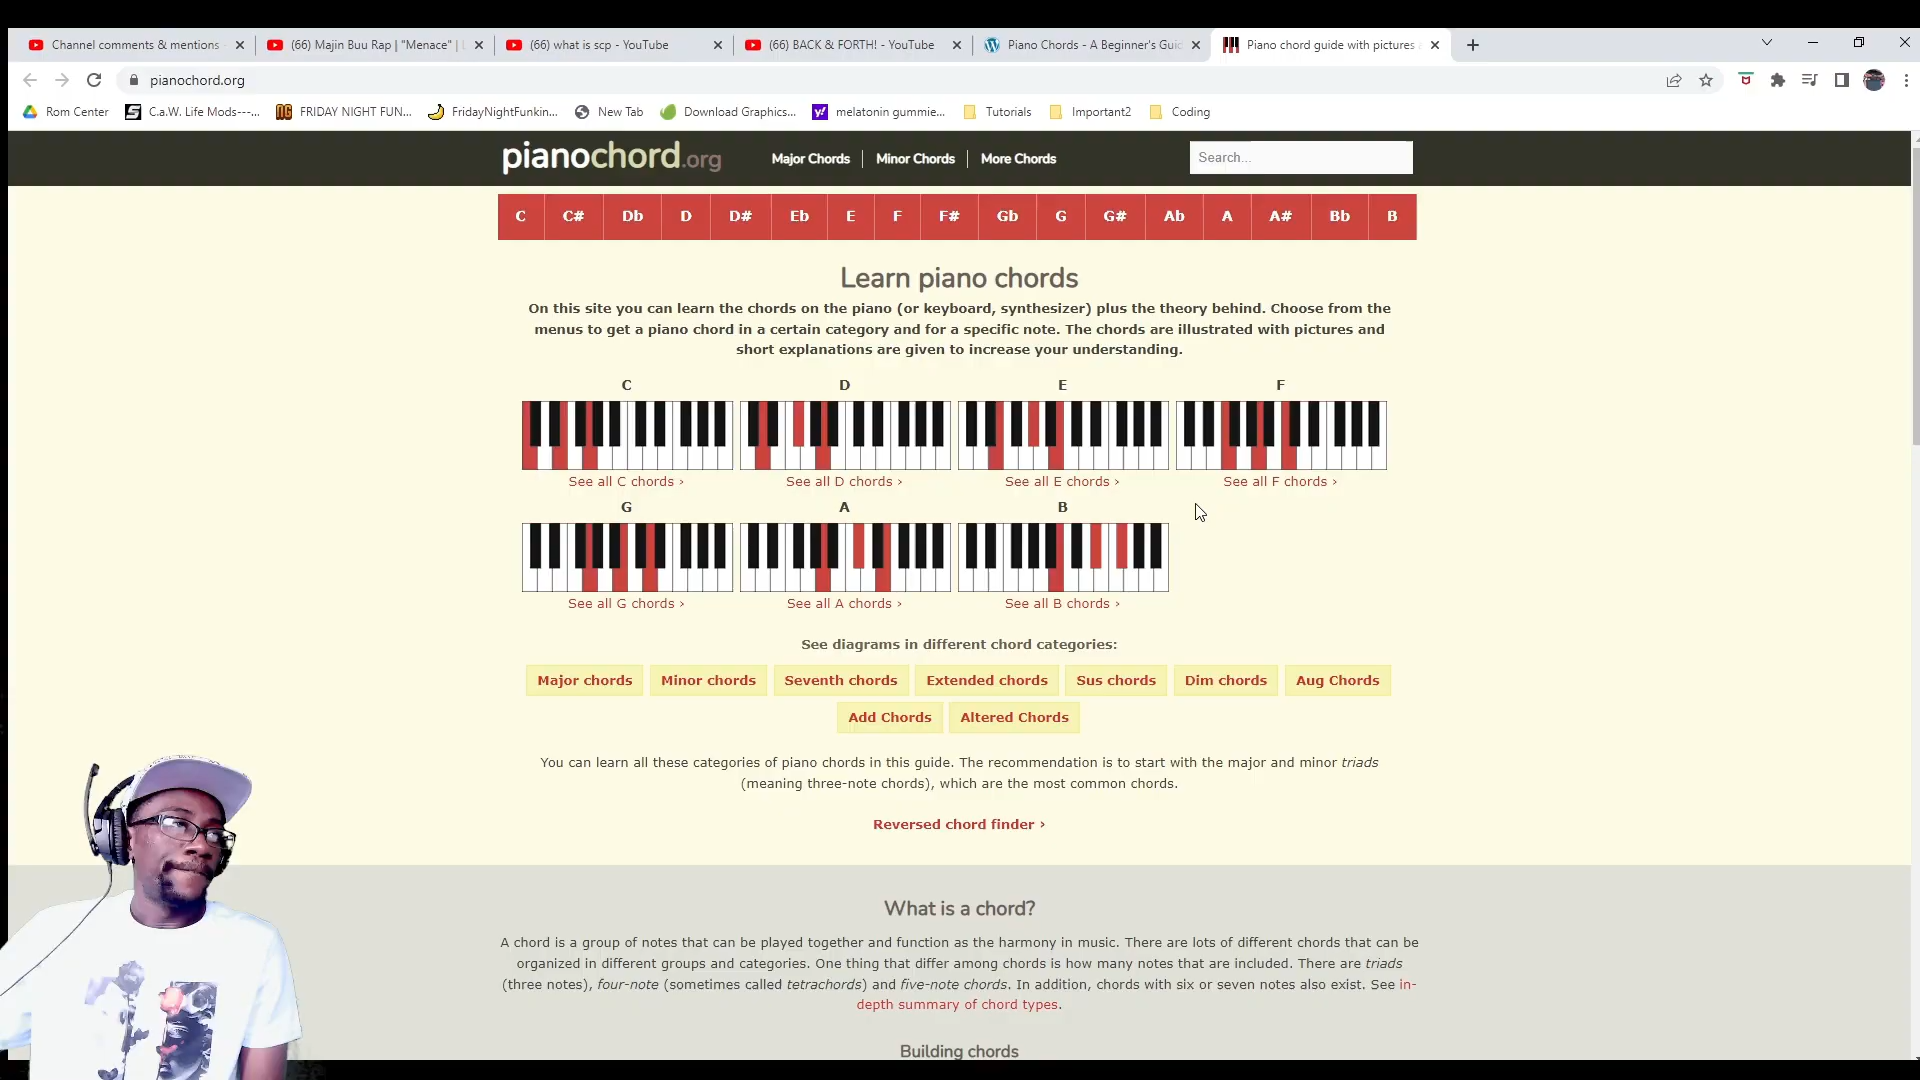 Channel comments & mentions
(66) Majin Buu Rap | "Menace" |
(66) what is scp - YouTube
(66) BACK & FORTH! - YouTube
Piano Chords - A Beginner's Guid
Piano chord guide with pictures
pianochord.org
Rom Center
C.a.W. Life Mods---...
FRIDAY NIGHT FUN...
FridayNightFunkin...
New Tab
Download Graphics...
melatonin gummie...
Tutorials
Important2
Coding
pianochord.org
Major Chords
Minor Chords
More Chords
Search...
C C# Db D D# Eb E F F# Gb G G# Ab A A# Bb B
Learn piano chords
On this site you can learn the chords on the piano (or keyboard, synthesizer) plus the theory behind. Choose from the
menus to get a piano chord in a certain category and for a specific note. The chords are illustrated with pictures and
short explanations are given to increase your understanding.
C D E F
See all C chords › See all D chords › See all E chords › See all F chords ›
G A B
See all G chords › See all A chords › See all B chords ›
See diagrams in different chord categories:
Major chords Minor chords Seventh chords Extended chords Sus chords Dim chords Aug Chords
Add Chords Altered Chords
You can learn all these categories of piano chords in this guide. The recommendation is to start with the major and minor triads
(meaning three-note chords), which are the most common chords.
Reversed chord finder ›
What is a chord?
A chord is a group of notes that can be played together and function as the harmony in music. There are lots of different chords that can be
organized in different groups and categories. One thing that differ among chords is how many notes that are included. There are triads
(three notes), four-note (sometimes called tetrachords) and five-note chords. In addition, chords with six or seven notes also exist. See in-
depth summary of chord types.
Building chords